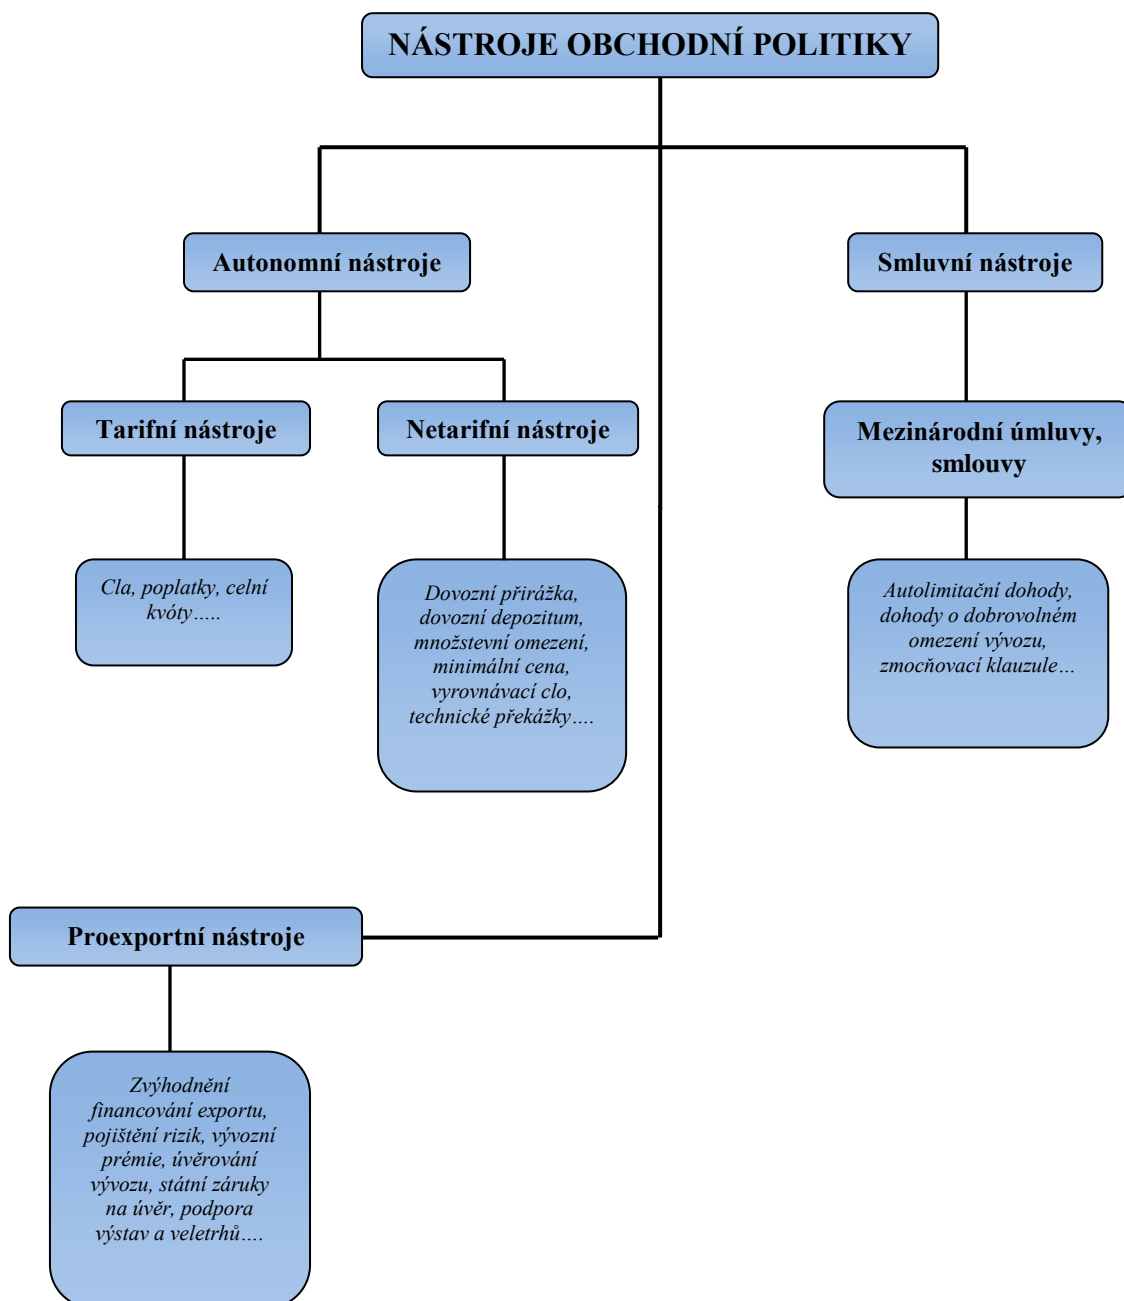 NÁSTROJE OBCHODNÍ POLITIKY
Autonomní nástroje
Smluvní nástroje
Tarifní nástroje
Netarifní nástroje
Mezinárodní úmluvy,
smlouvy
Cla, poplatky, celní
kvóty…..
Dovozní přirážka,
dovozní depozitum,
množstevní omezení,
minimální cena,
vyrovnávací clo,
technické překážky….
Autolimitační dohody,
dohody o dobrovolném
omezení vývozu,
zmocňovací klauzule…
Proexportní nástroje
Zvýhodnění
financování exportu,
pojištění rizik, vývozní
prémie, úvěrování
vývozu, státní záruky
na úvěr, podpora
výstav a veletrhů….